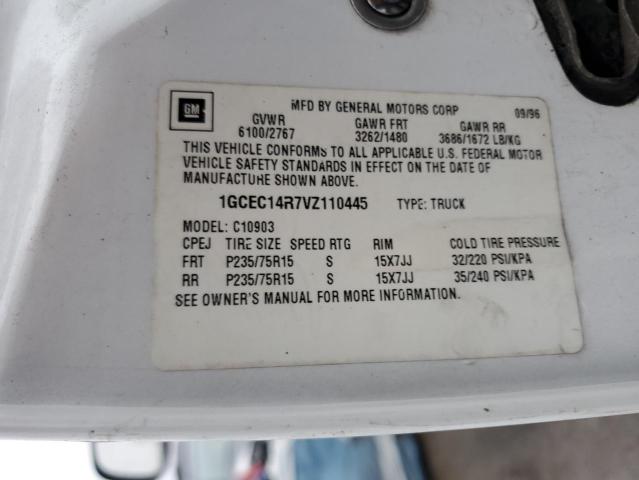 GM
MFD BY GENERAL MOTORS CORP 09/96
GVWR GAWR FRT GAWR RR
6100/2767 3262/1480 3686/1672 LB/KG
THIS VEHICLE CONFORMS TO ALL APPLICABLE U.S. FEDERAL MOTOR
VEHICLE SAFETY STANDARDS IN EFFECT ON THE DATE OF
MANUFACTURE SHOWN ABOVE.
1GCEC14R7VZ110445 TYPE: TRUCK
MODEL: C10903
CPEJ TIRE SIZE SPEED RTG RIM COLD TIRE PRESSURE
FRT P235/75R15 S 15X7JJ 32/220 PSI/KPA
RR P235/75R15 S 15X7JJ 35/240 PSI/KPA
SEE OWNER'S MANUAL FOR MORE INFORMATION.